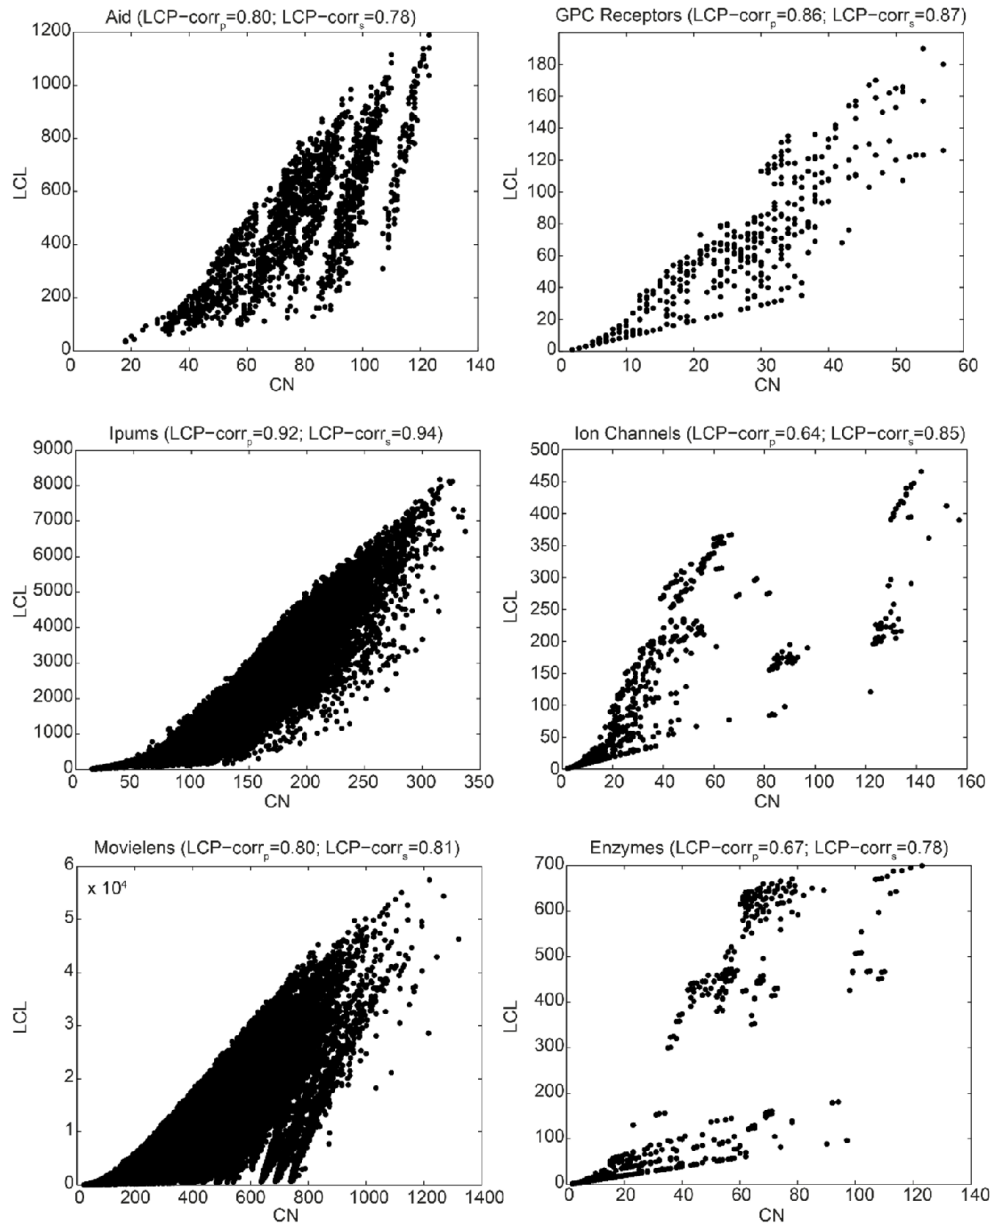 Aid (LCP−corrp=0.80; LCP−corrs=0.78)
1200
1000
800
600
400
200
0
LCL
0 20 40 60 80 100 120 140
CN
GPC Receptors (LCP−corrp=0.86; LCP−corrs=0.87)
180
160
140
120
100
80
60
40
20
0
LCL
10 20 30 40 50 60
CN
Ipums (LCP−corrp=0.92; LCP−corrs=0.94)
9000
8000
7000
6000
5000
4000
3000
2000
1000
0
LCL
0 50 100 150 200 250 300 350
CN
Ion Channels (LCP−corrp=0.64; LCP−corrs=0.85)
500
450
400
350
300
250
200
150
100
50
0
LCL
20 40 60 80 100 120 140 160
CN
Movielens (LCP−corrp=0.80; LCP−corrs=0.81)
x 10⁴
6
5
4
3
2
1
0
LCL
0 200 400 600 800 1000 1200 1400
CN
Enzymes (LCP−corrp=0.67; LCP−corrs=0.78)
700
600
500
400
300
200
100
0
LCL
20 40 60 80 100 120 140
CN